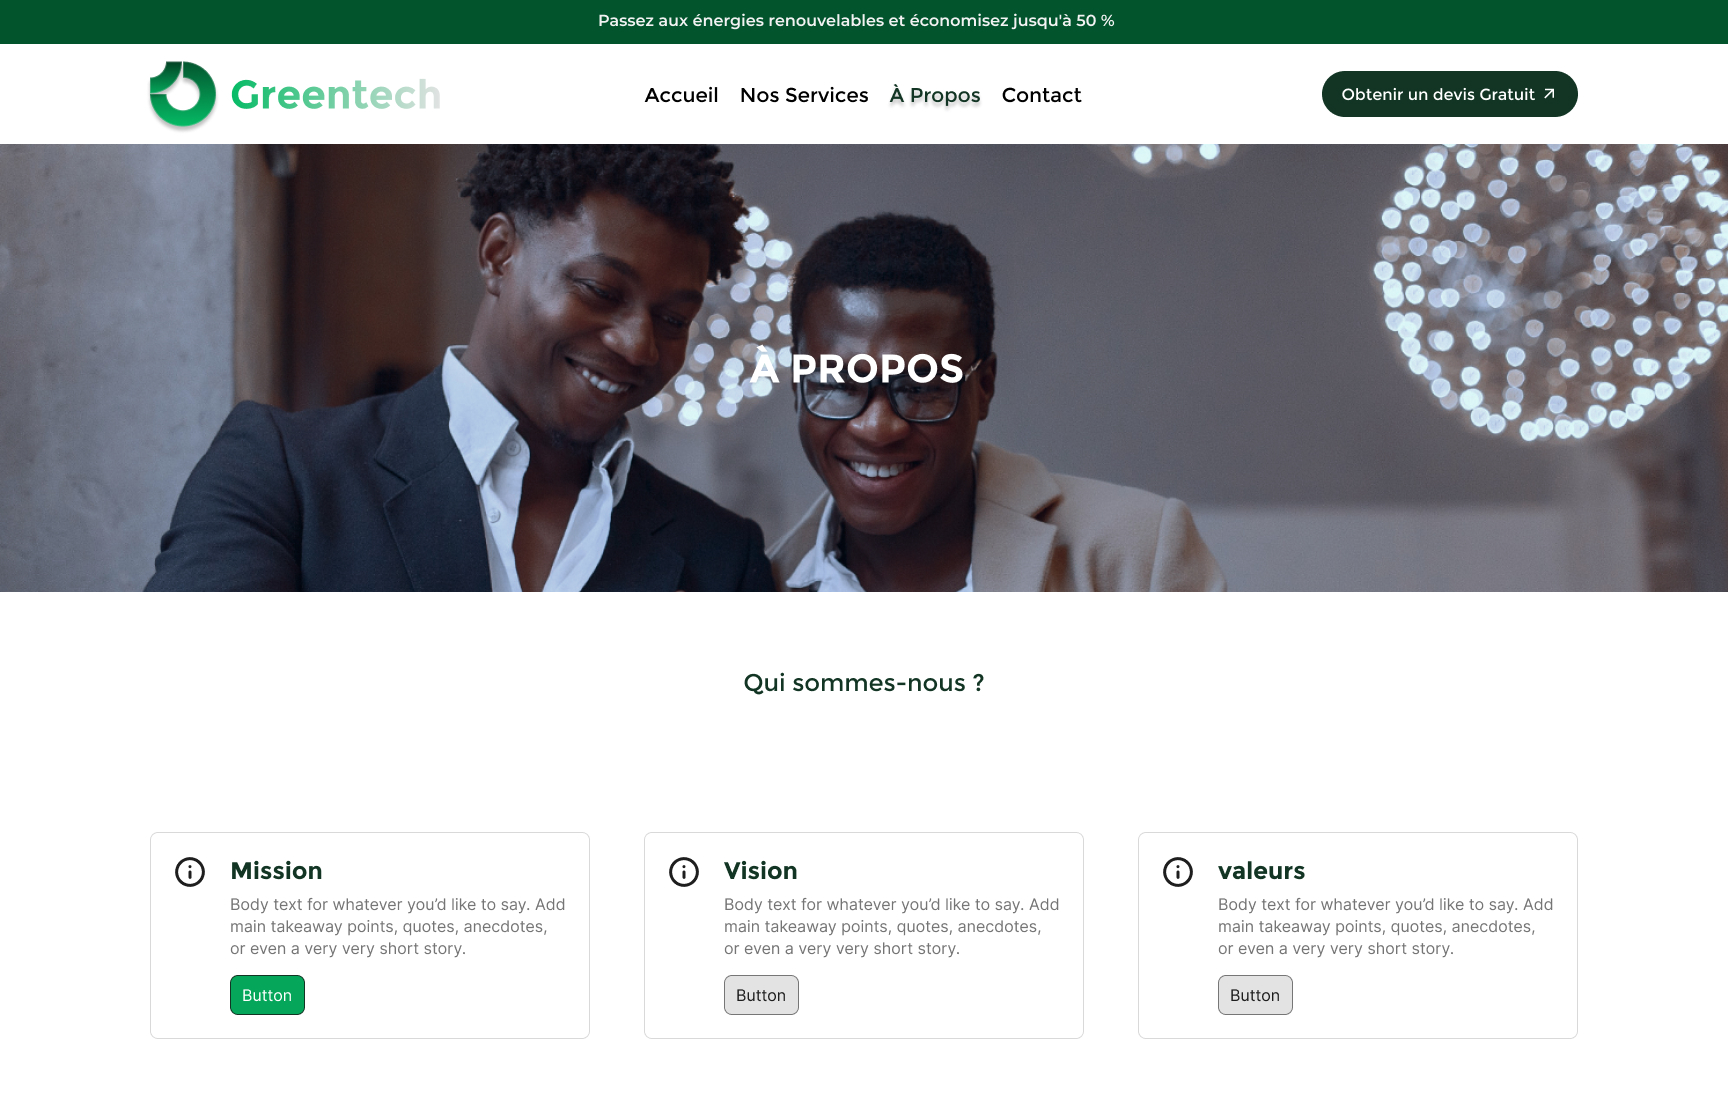 Passez aux énergies renouvelables et économisez jusqu'à 50 %
Greentech
Accueil Nos Services À Propos Contact
Obtenir un devis Gratuit
À PROPOS
Qui sommes-nous ?
Mission
Body text for whatever you’d like to say. Add
main takeaway points, quotes, anecdotes,
or even a very very short story.
Button
Vision
Body text for whatever you’d like to say. Add
main takeaway points, quotes, anecdotes,
or even a very very short story.
Button
valeurs
Body text for whatever you’d like to say. Add
main takeaway points, quotes, anecdotes,
or even a very very short story.
Button